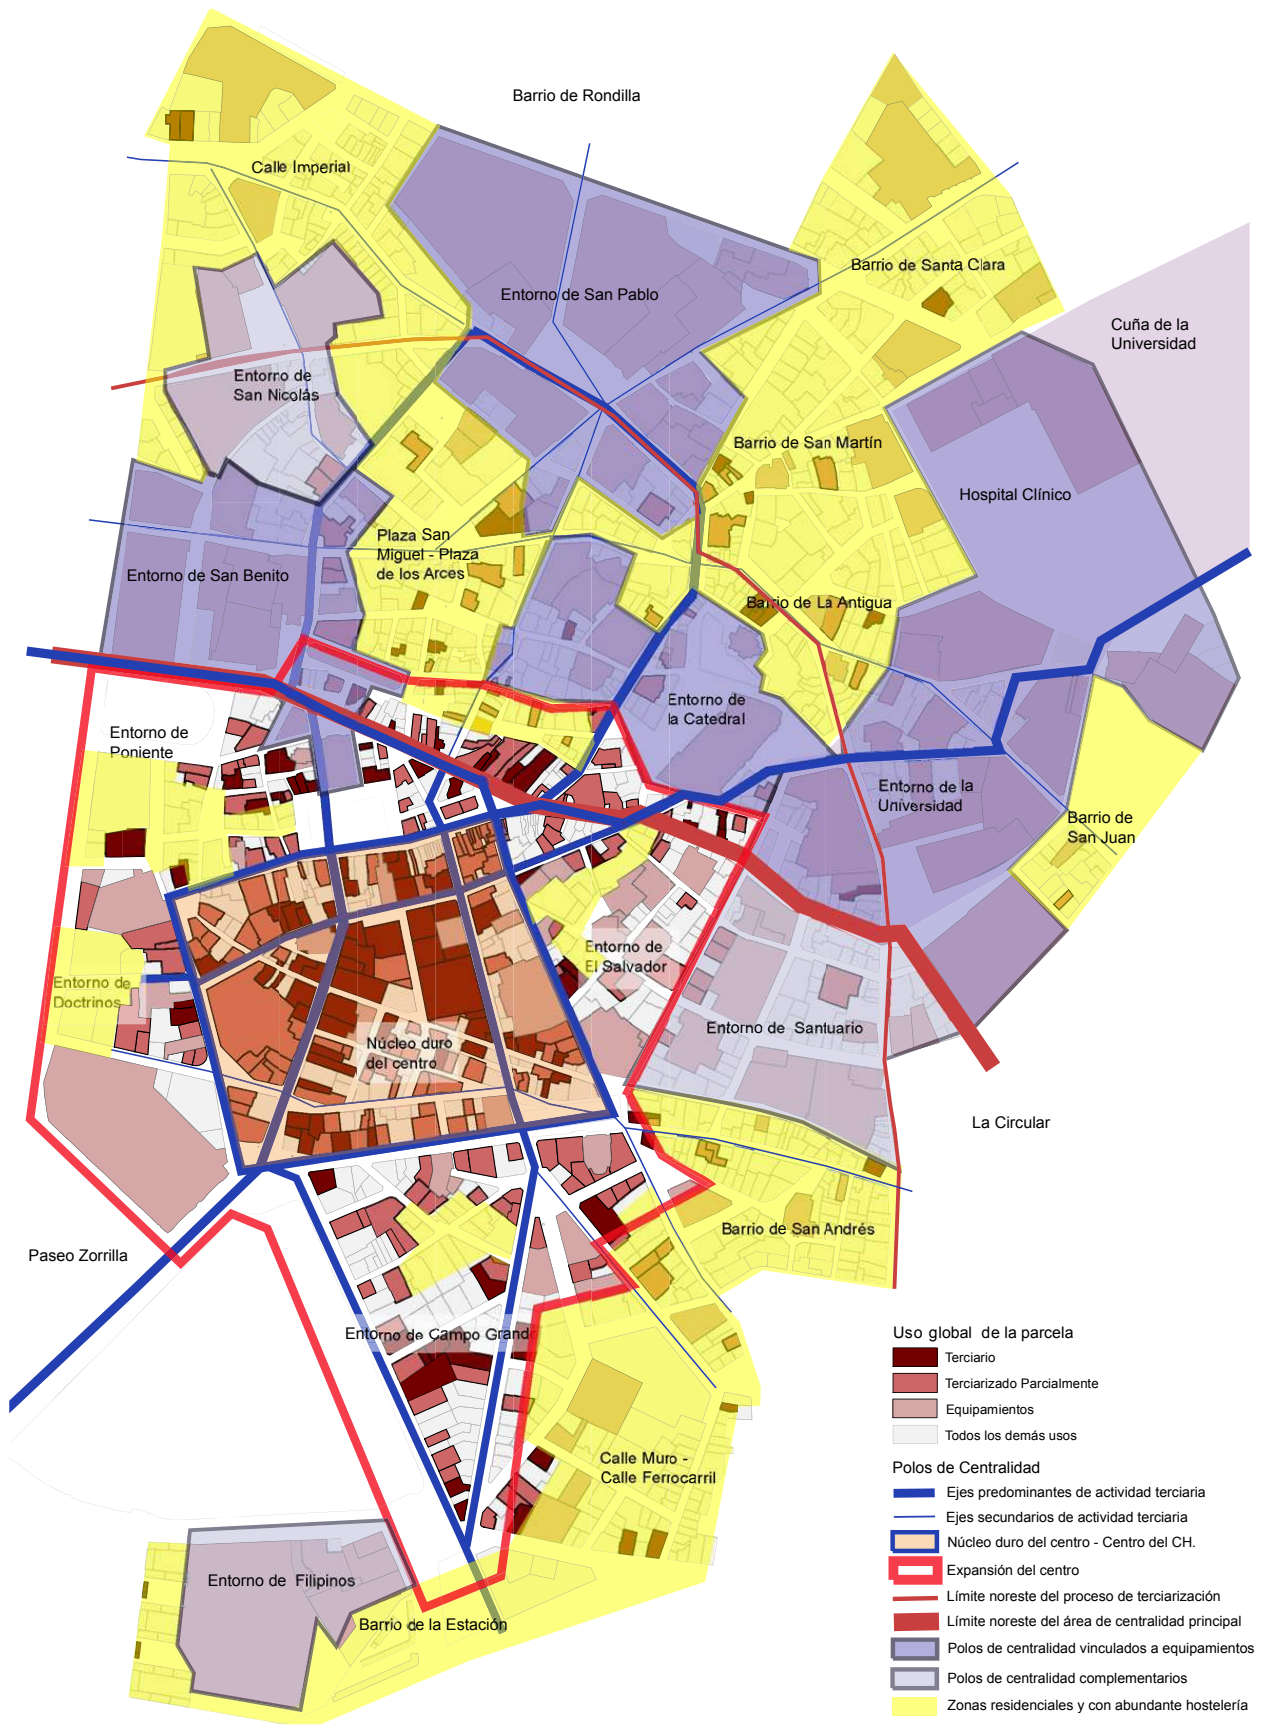 Barrio de Rondilla
Calle Imperial
Barrio de Santa Clara
Entorno de San Pablo
Cuña de la
Universidad
Entorno de
San Nicolás
Barrio de San Martín
Hospital Clínico
Plaza San
Miguel - Plaza
de los Arces
Entorno de San Benito
Barrio de La Antigua
Entorno de
la Catedral
Entorno de
Poniente
Entorno de la
Universidad
Barrio de
San Juan
Entorno de
El Salvador
Entorno de
Doctrinos
Entorno de Santuario
Núcleo duro
del centro
La Circular
Barrio de San Andrés
Paseo Zorrilla
Entorno de Campo Grande
Calle Muro -
Calle Ferrocarril
Entorno de Filipinos
Barrio de la Estación
Uso global de la parcela
Terciario
Terciarizado Parcialmente
Equipamientos
Todos los demás usos
Polos de Centralidad
Ejes predominantes de actividad terciaria
Ejes secundarios de actividad terciaria
Núcleo duro del centro - Centro del CH.
Expansión del centro
Límite noreste del proceso de terciarización
Límite noreste del área de centralidad principal
Polos de centralidad vinculados a equipamientos
Polos de centralidad complementarios
Zonas residenciales y con abundante hostelería